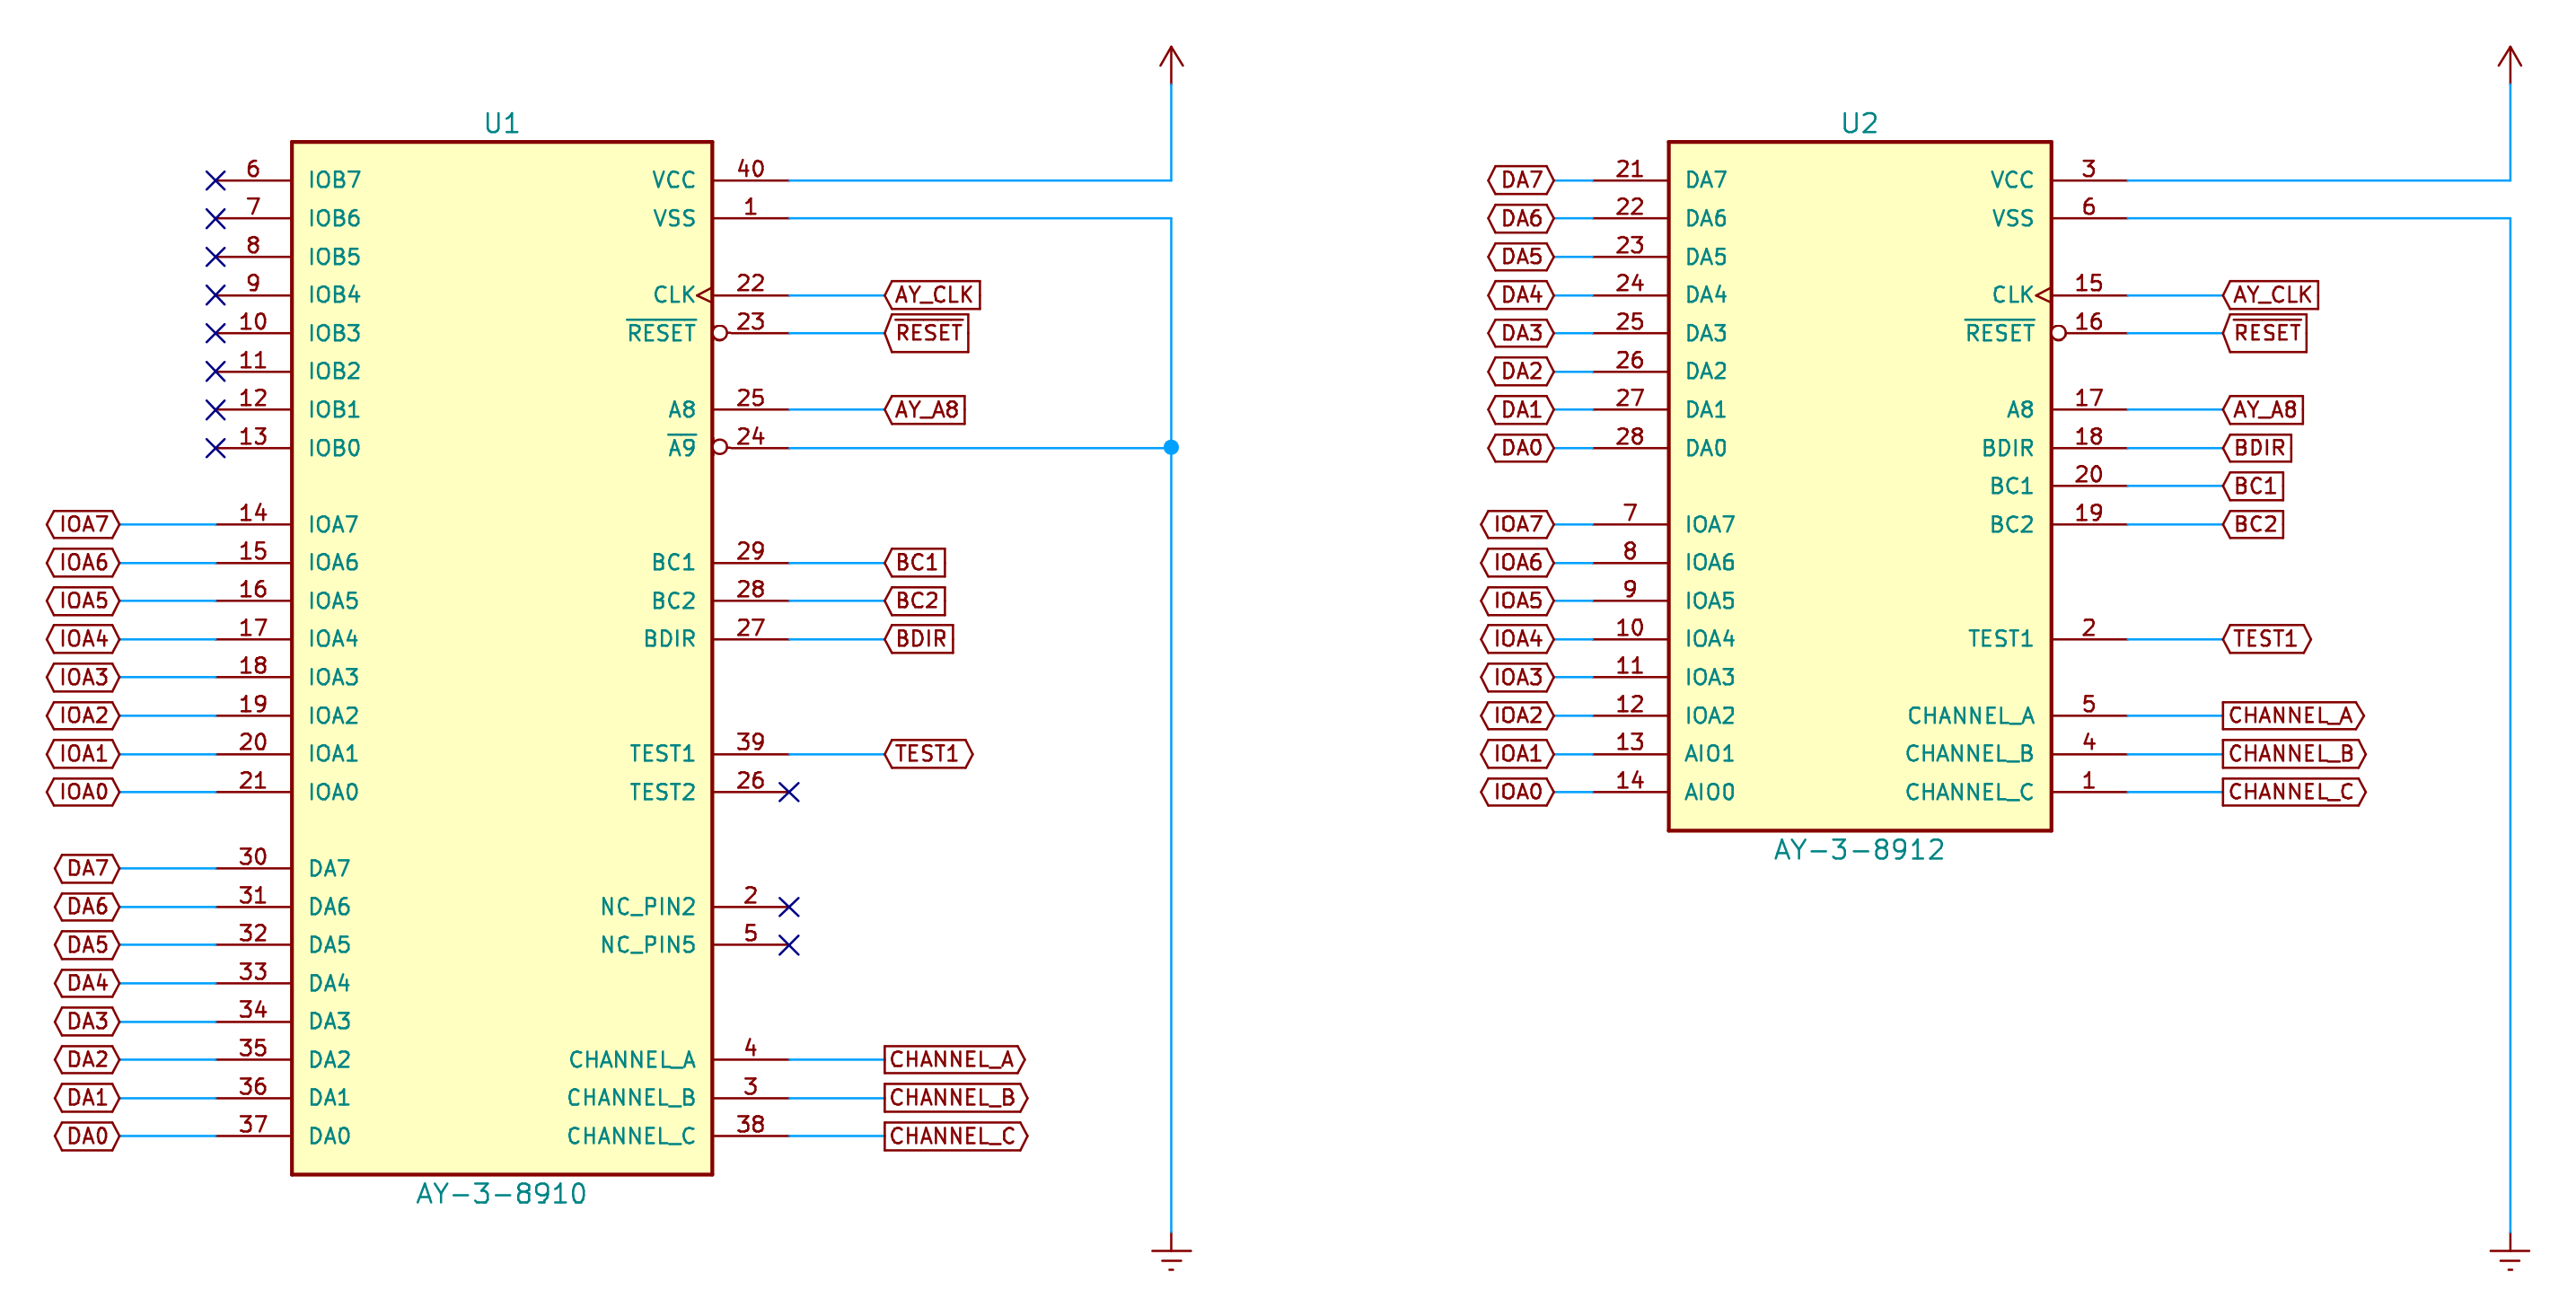 U1
6 IOB7 VCC 40
7 IOB6 VSS 1
8 IOB5
9 IOB4 CLK 22 AY_CLK
10 IOB3 RESET 23 RESET
11 IOB2
12 IOB1 A8 25 AY_A8
13 IOB0 A9 24
IOA7 14 IOA7
IOA6 15 IOA6 BC1 29 BC1
IOA5 16 IOA5 BC2 28 BC2
IOA4 17 IOA4 BDIR 27 BDIR
IOA3 18 IOA3
IOA2 19 IOA2
IOA1 20 IOA1 TEST1 39 TEST1
IOA0 21 IOA0 TEST2 26
DA7 30 DA7
DA6 31 DA6 NC_PIN2 2
DA5 32 DA5 NC_PIN5 5
DA4 33 DA4
DA3 34 DA3
DA2 35 DA2 CHANNEL_A 4 CHANNEL_A
DA1 36 DA1 CHANNEL_B 3 CHANNEL_B
DA0 37 DA0 CHANNEL_C 38 CHANNEL_C
AY-3-8910
U2
DA7 21 DA7 VCC 3
DA6 22 DA6 VSS 6
DA5 23 DA5
DA4 24 DA4 CLK 15 AY_CLK
DA3 25 DA3 RESET 16 RESET
DA2 26 DA2
DA1 27 DA1 A8 17 AY_A8
DA0 28 DA0 BDIR 18 BDIR
BC1 20 BC1
IOA7 7 IOA7 BC2 19 BC2
IOA6 8 IOA6
IOA5 9 IOA5
IOA4 10 IOA4 TEST1 2 TEST1
IOA3 11 IOA3
IOA2 12 IOA2 CHANNEL_A 5 CHANNEL_A
IOA1 13 AIO1 CHANNEL_B 4 CHANNEL_B
IOA0 14 AIO0 CHANNEL_C 1 CHANNEL_C
AY-3-8912